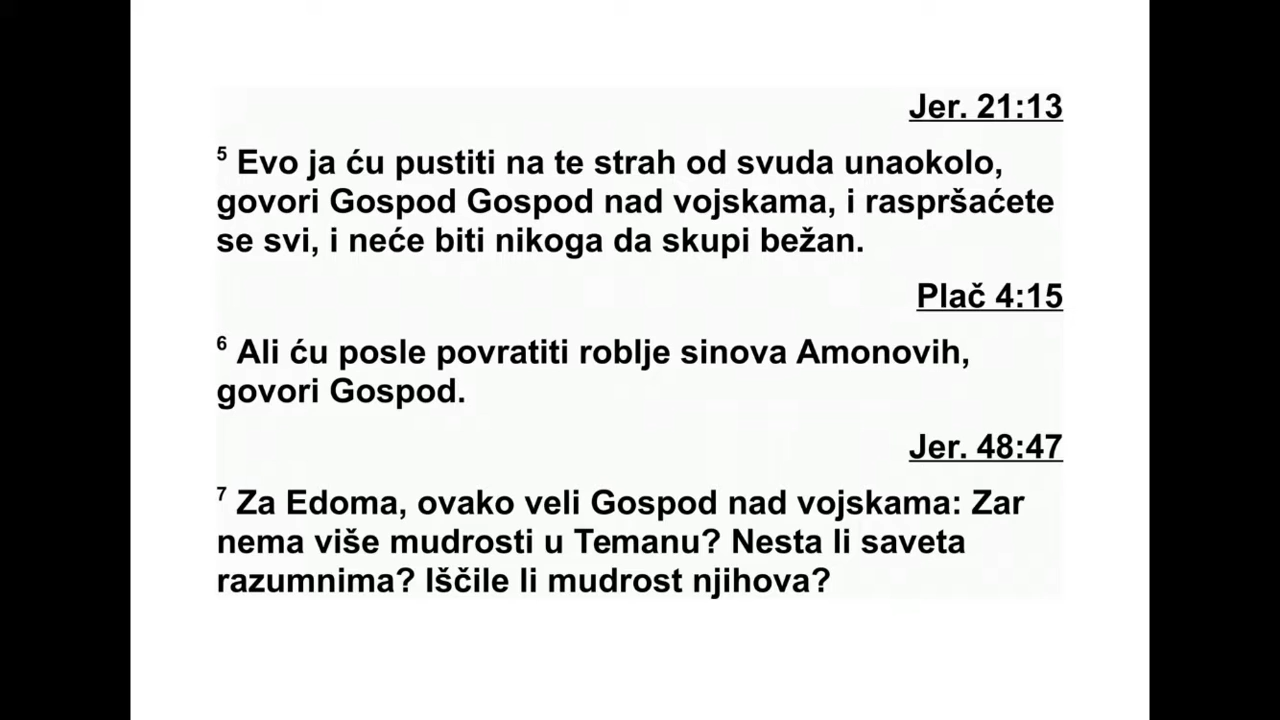 Jer. 21:13
5 Evo ja ću pustiti na te strah od svuda unaokolo,
govori Gospod Gospod nad vojskama, i raspršaćete
se svi, i neće biti nikoga da skupi bežan.
Plač 4:15
6 Ali ću posle povratiti roblje sinova Amonovih,
govori Gospod.
Jer. 48:47
7 Za Edoma, ovako veli Gospod nad vojskama: Zar
nema više mudrosti u Temanu? Nesta li saveta
razumnima? Iščile li mudrost njihova?